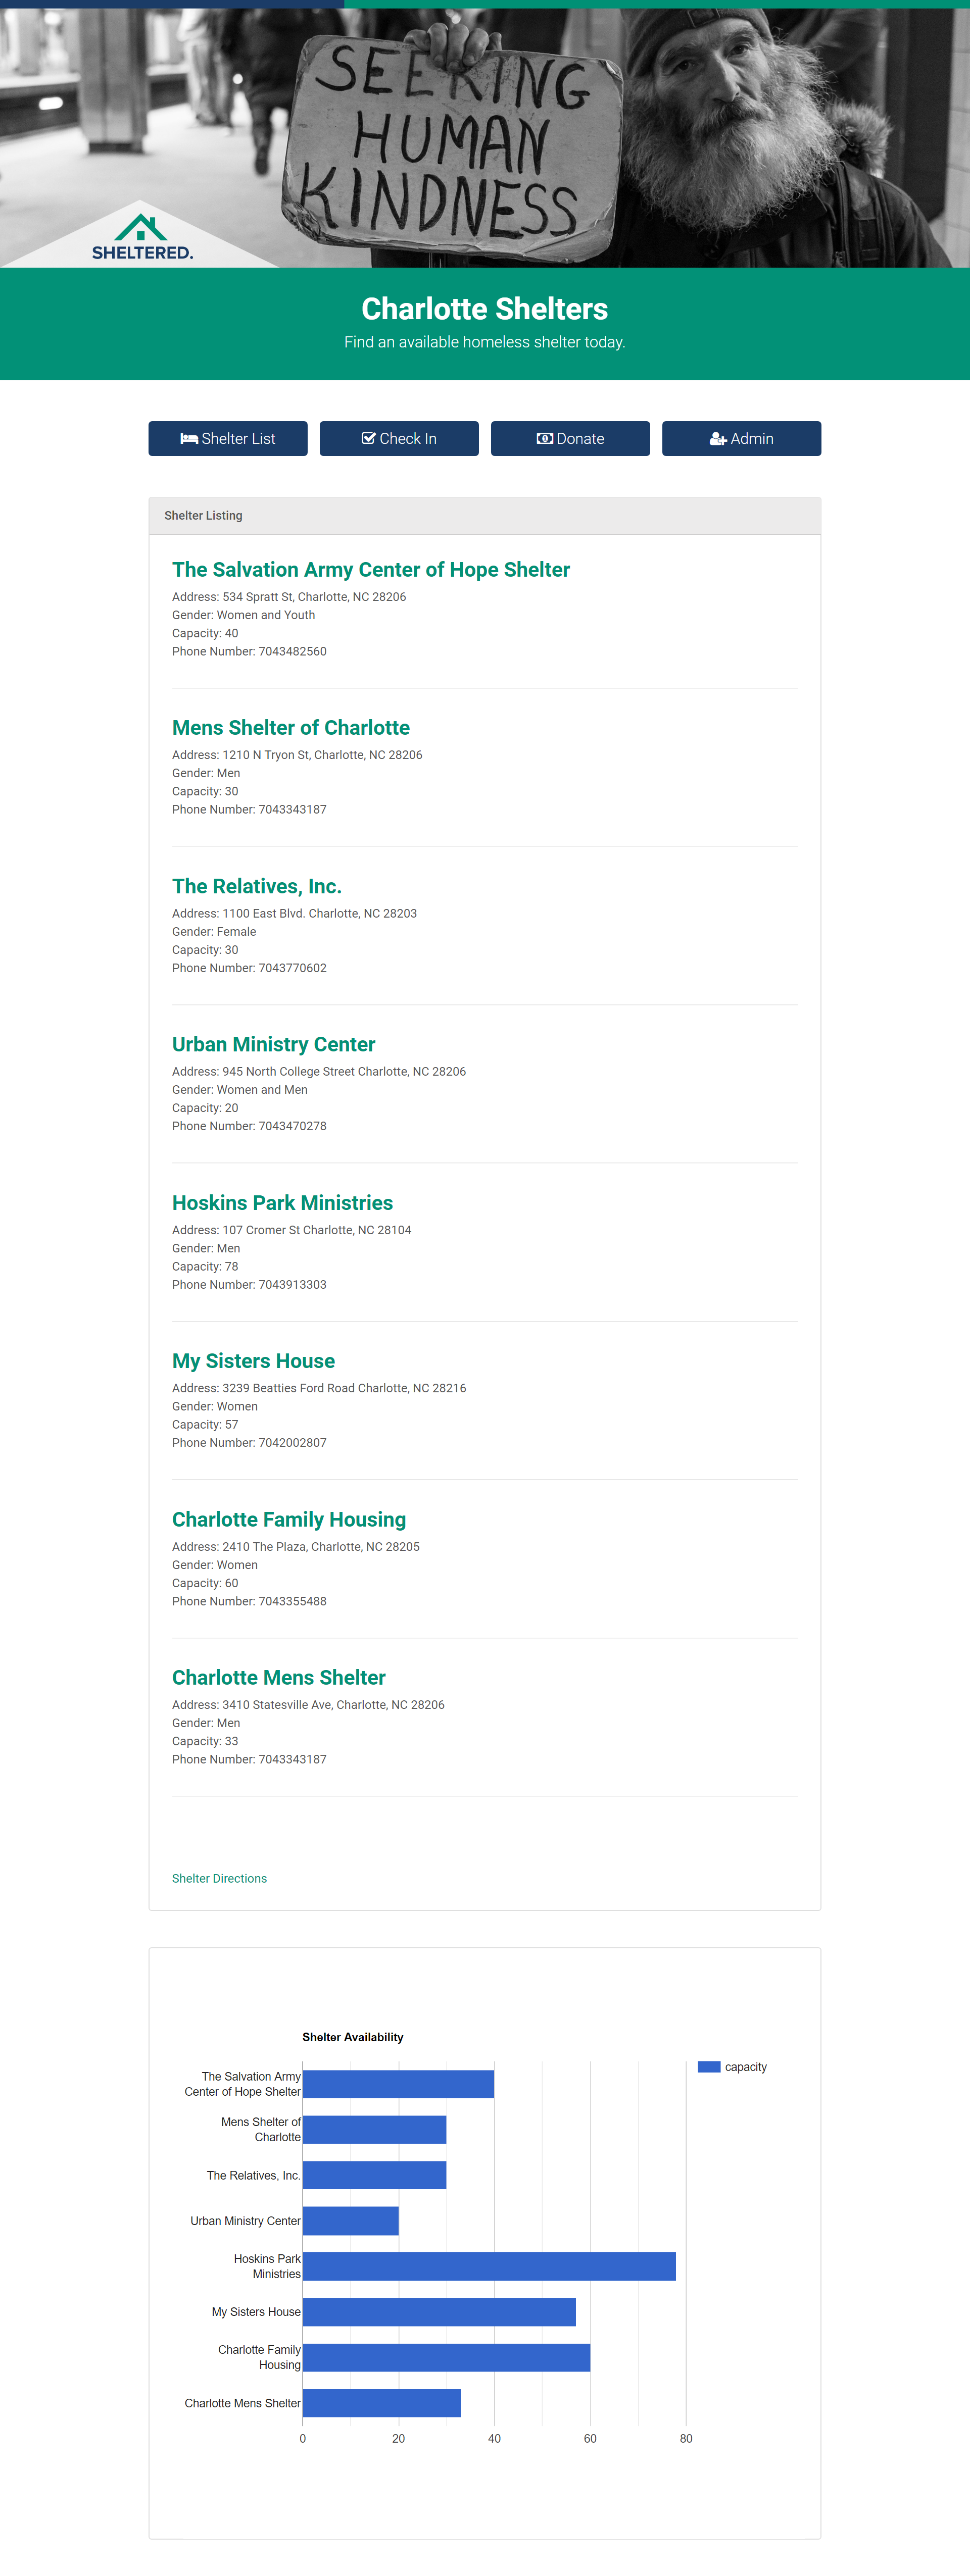 SEEKING
HUMAN
KINDNESS
SHELTERED.
Charlotte Shelters
Find an available homeless shelter today.
Shelter List
Check In
Donate
Admin
Shelter Listing
The Salvation Army Center of Hope Shelter
Address: 534 Spratt St, Charlotte, NC 28206
Gender: Women and Youth
Capacity: 40
Phone Number: 7043482560
Mens Shelter of Charlotte
Address: 1210 N Tryon St, Charlotte, NC 28206
Gender: Men
Capacity: 30
Phone Number: 7043343187
The Relatives, Inc.
Address: 1100 East Blvd. Charlotte, NC 28203
Gender: Female
Capacity: 30
Phone Number: 7043770602
Urban Ministry Center
Address: 945 North College Street Charlotte, NC 28206
Gender: Women and Men
Capacity: 20
Phone Number: 7043470278
Hoskins Park Ministries
Address: 107 Cromer St Charlotte, NC 28104
Gender: Men
Capacity: 78
Phone Number: 7043913303
My Sisters House
Address: 3239 Beatties Ford Road Charlotte, NC 28216
Gender: Women
Capacity: 57
Phone Number: 7042002807
Charlotte Family Housing
Address: 2410 The Plaza, Charlotte, NC 28205
Gender: Women
Capacity: 60
Phone Number: 7043355488
Charlotte Mens Shelter
Address: 3410 Statesville Ave, Charlotte, NC 28206
Gender: Men
Capacity: 33
Phone Number: 7043343187
Shelter Directions
Shelter Availability
capacity
The Salvation Army
Center of Hope Shelter
Mens Shelter of
Charlotte
The Relatives, Inc.
Urban Ministry Center
Hoskins Park
Ministries
My Sisters House
Charlotte Family
Housing
Charlotte Mens Shelter
0 20 40 60 80